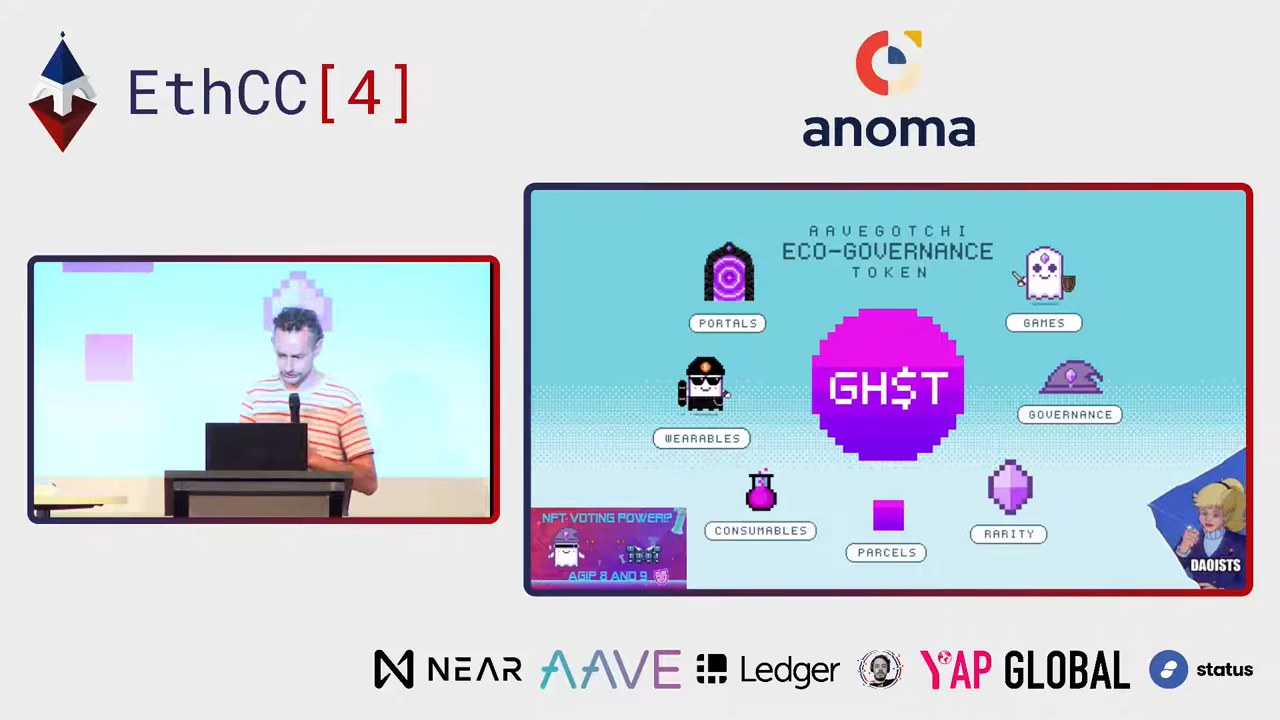 EthCC[4]
anoma
AAVEGOTCHI
ECO-GOVERNANCE
TOKEN
PORTALS
GAMES
GH$T
WEARABLES
GOVERNANCE
CONSUMABLES
PARCELS
RARITY
NFT VOTING POWER!?
AGIP 8 AND 9
DAOISTS
NEAR
AAVE
Ledger
YAP GLOBAL
status